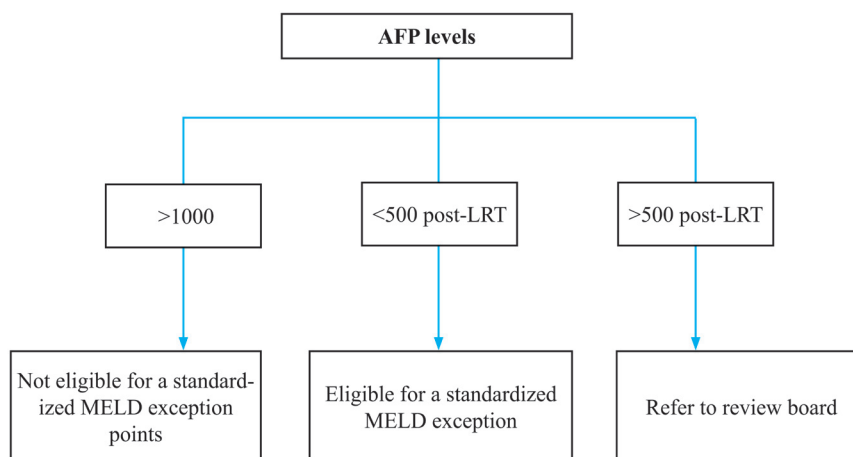 AFP levels
>1000
<500 post-LRT
>500 post-LRT
Not eligible for a standard-
ized MELD exception
points
Eligible for a standardized
MELD exception
Refer to review board